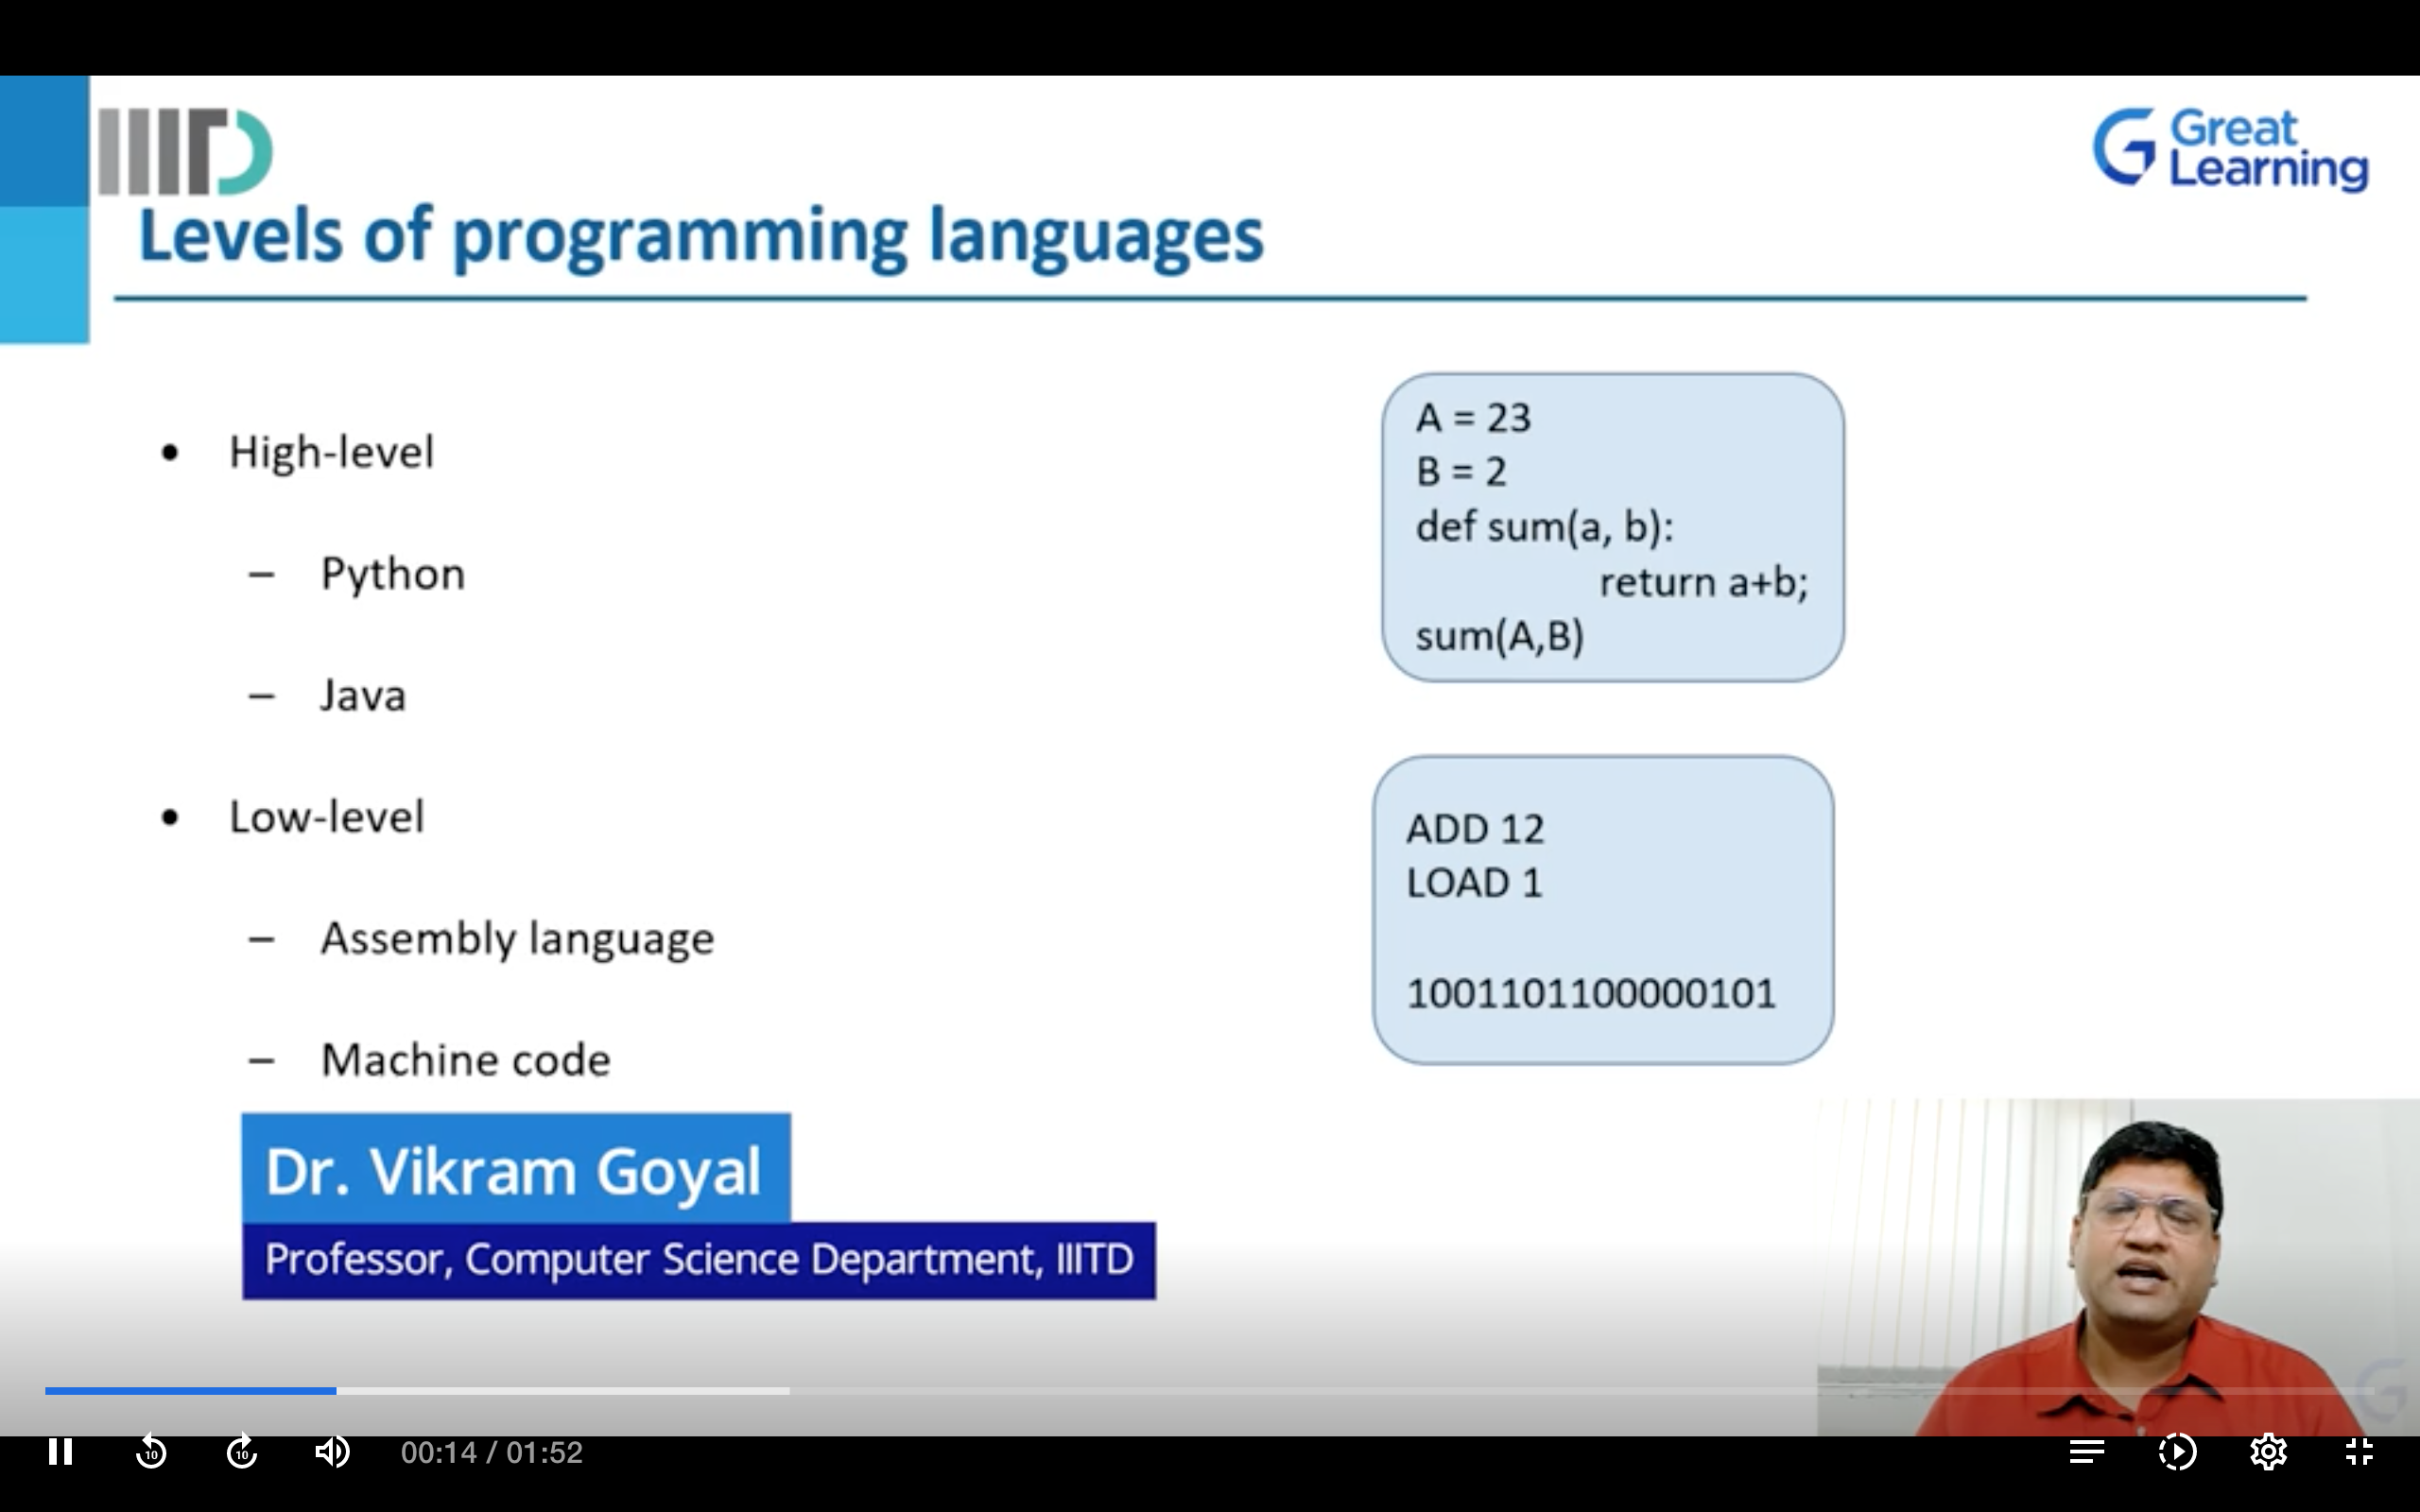 IIITD
Great
Learning
Levels of programming languages
• High-level
– Python
– Java
• Low-level
– Assembly language
– Machine code
A = 23
B = 2
def sum(a, b):
return a+b;
sum(A,B)
ADD 12
LOAD 1
1001101100000101
Dr. Vikram Goyal
Professor, Computer Science Department, IIITD
10
10
00:14 / 01:52